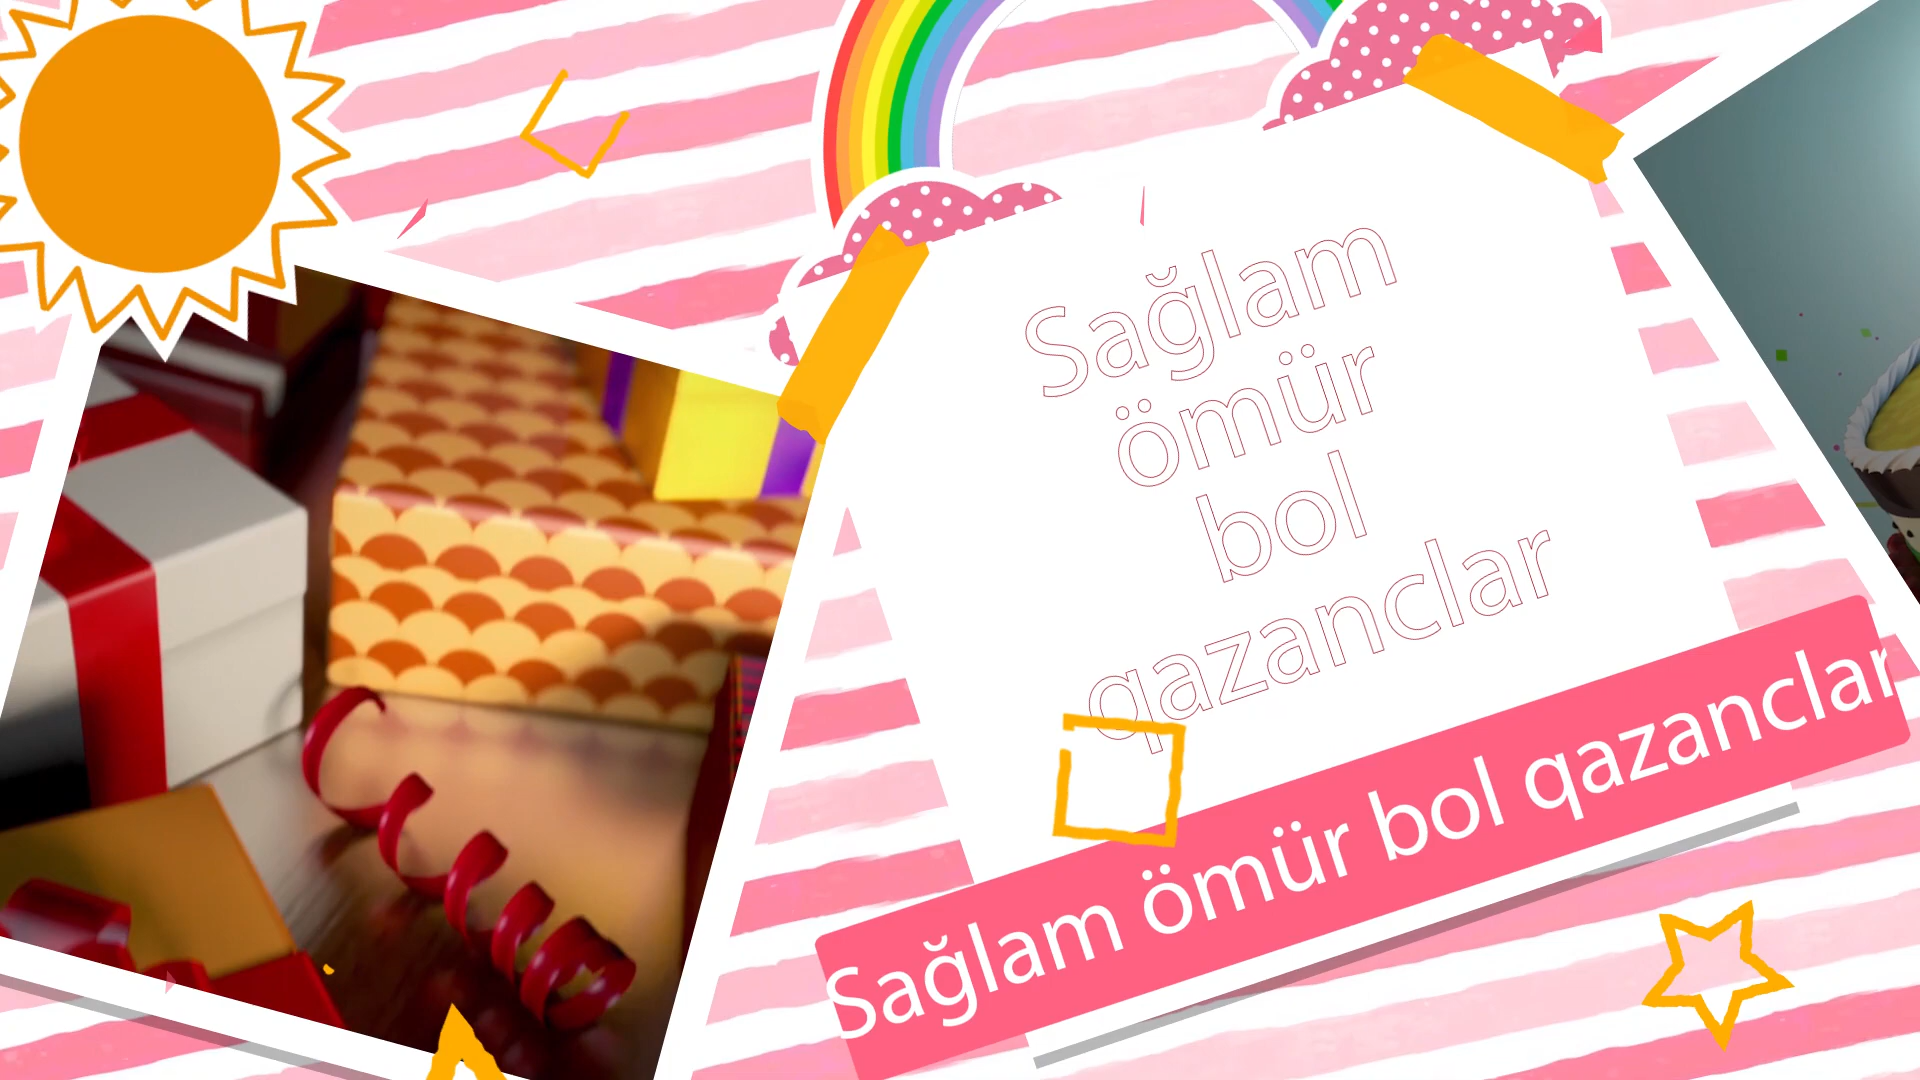 Sağlam
ömür
bol
qazanclar
Sağlam ömür bol qazanclar